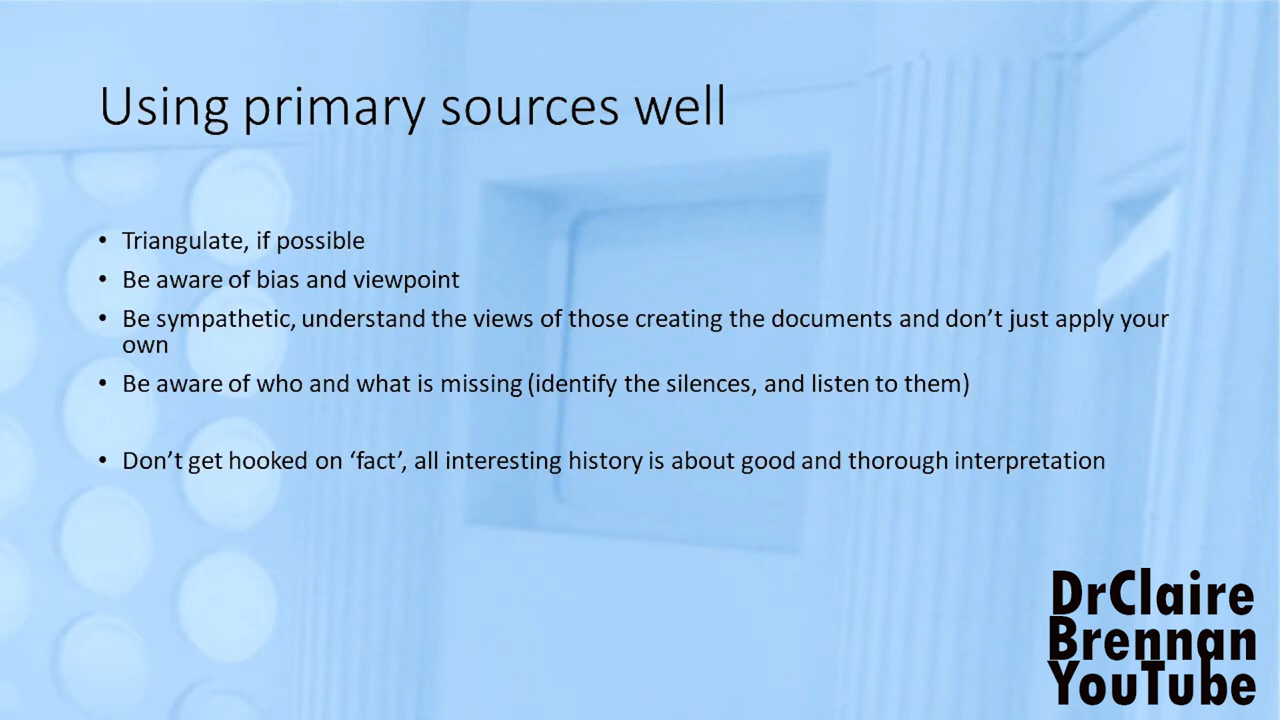 Using primary sources well
• Triangulate, if possible
• Be aware of bias and viewpoint
• Be sympathetic, understand the views of those creating the documents and don’t just apply your
own
• Be aware of who and what is missing (identify the silences, and listen to them)
• Don’t get hooked on ‘fact’, all interesting history is about good and thorough interpretation
DrClaire
Brennan
YouTube